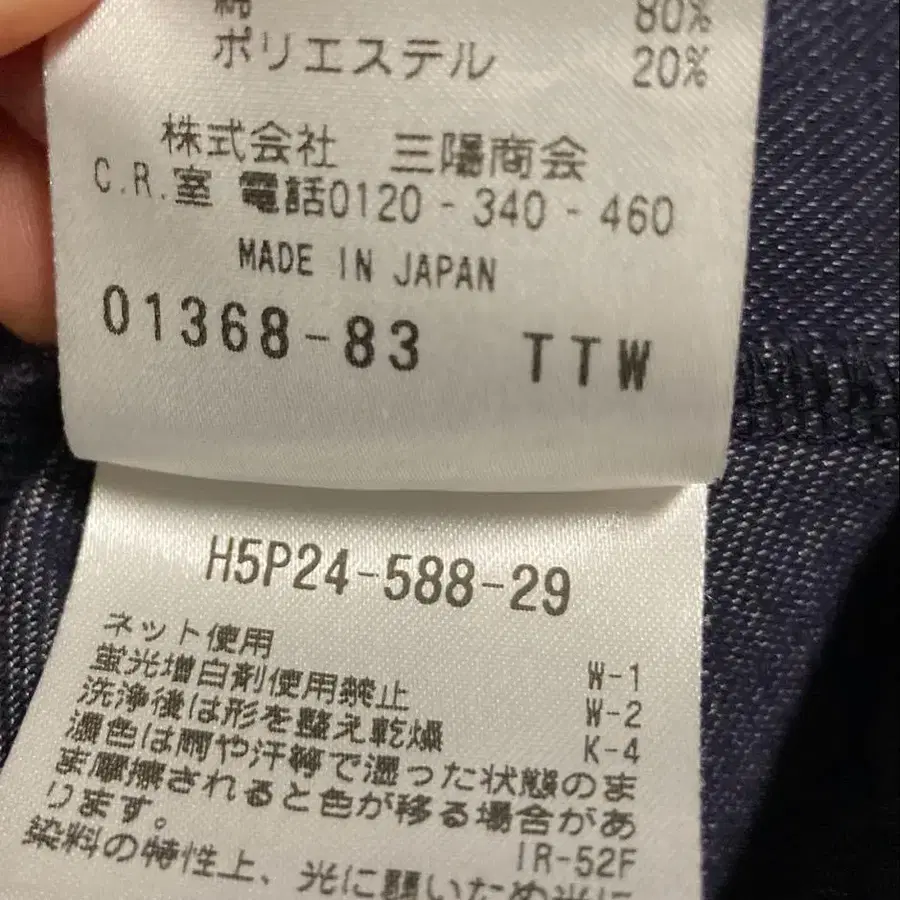 綿 80%
ポリエステル 20%
株式会社 三陽商会
C.R.室 電話0120-340-460
MADE IN JAPAN
01368-83 TTW
H5P24-588-29
ネット使用 W-1
蛍光増白剤使用禁止 W-2
洗浄後は形を整え乾燥 K-4
濃色は雨や汗等で湿った状態のま
ま摩擦されると色が移る場合があ
ります。 IR-52F
染料の特性上、光に弱いため光に